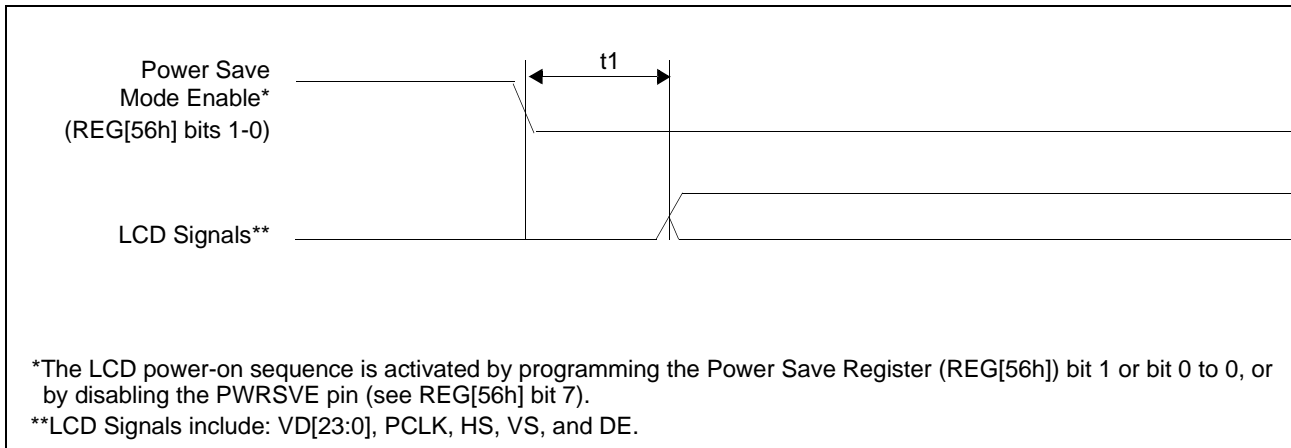 t1
Power Save
Mode Enable*
(REG[56h] bits 1-0)
LCD Signals**
*The LCD power-on sequence is activated by programming the Power Save Register (REG[56h]) bit 1 or bit 0 to 0, or
by disabling the PWRSVE pin (see REG[56h] bit 7).
**LCD Signals include: VD[23:0], PCLK, HS, VS, and DE.